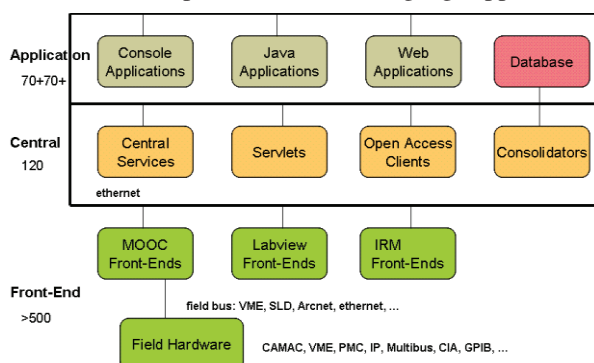 Application
70+70+
Console
Applications
Java
Applications
Web
Applications
Database
Central
120
Central
Services
Servlets
Open Access
Clients
Consolidators
ethernet
MOOC
Front-Ends
Labview
Front-Ends
IRM
Front-Ends
Front-End
>500
field bus: VME, SLD, Arcnet, ethernet, ...
Field Hardware
CAMAC, VME, PMC, IP, Multibus, CIA, GPIB, ...